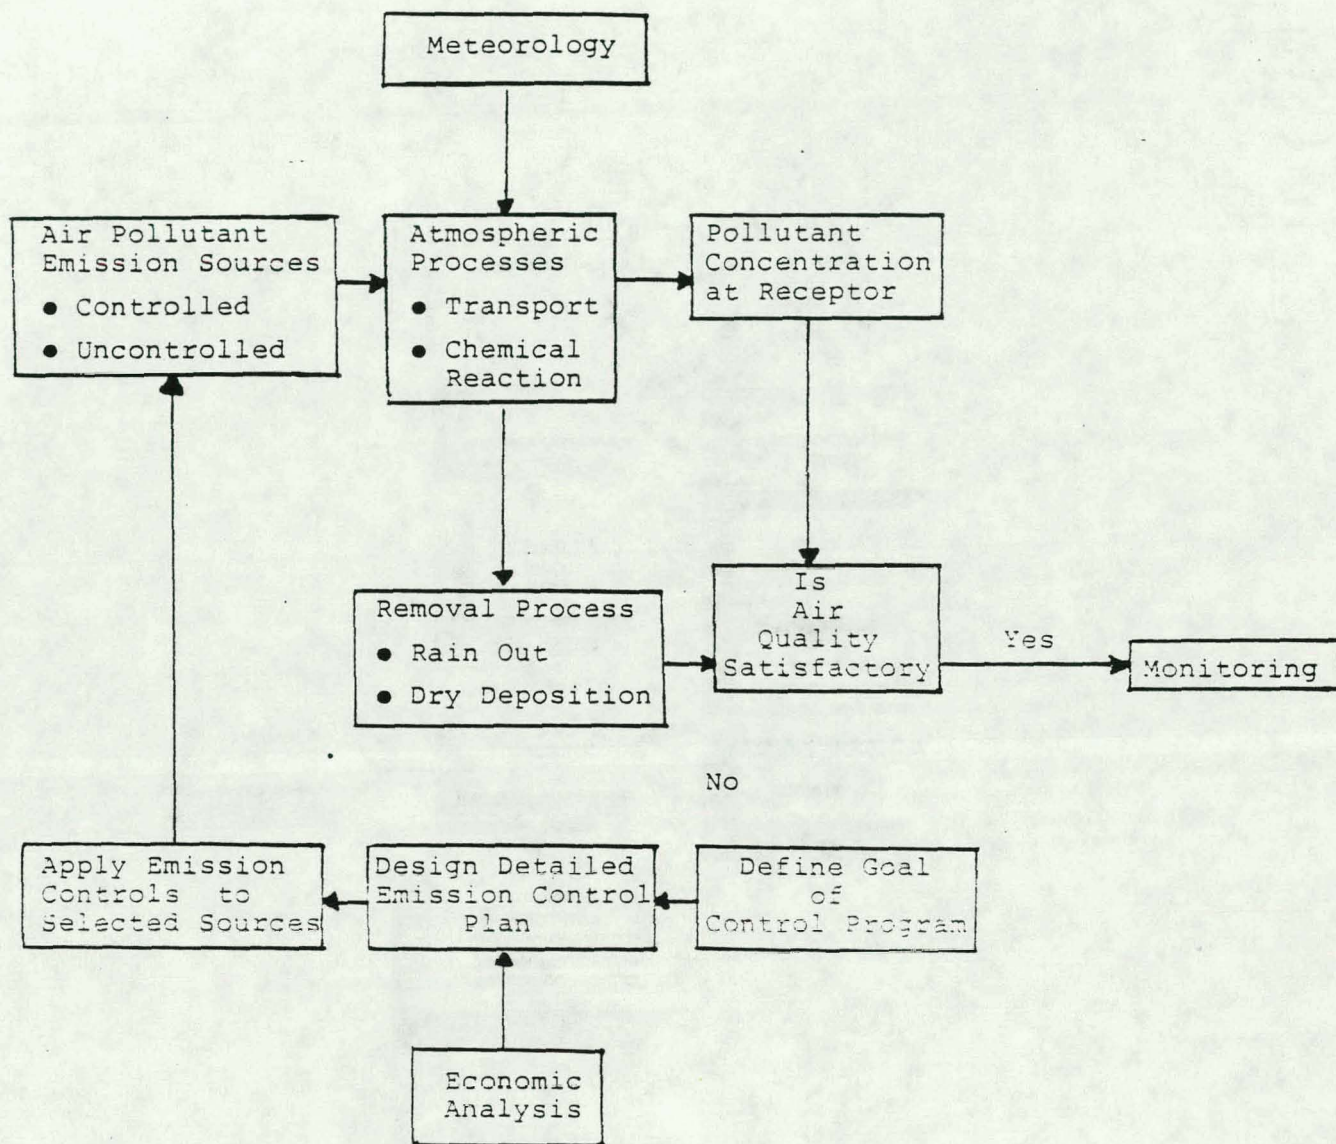 Meteorology
Air Pollutant
Emission Sources
● Controlled
● Uncontrolled
Atmospheric
Processes
● Transport
● Chemical
Reaction
Pollutant
Concentration
at Receptor
Removal Process
● Rain Out
● Dry Deposition
Is
Air
Quality
Satisfactory
Yes
Monitoring
No
Apply Emission
Controls to
Selected Sources
Design Detailed
Emission Control
Plan
Define Goal
of
Control Program
Economic
Analysis